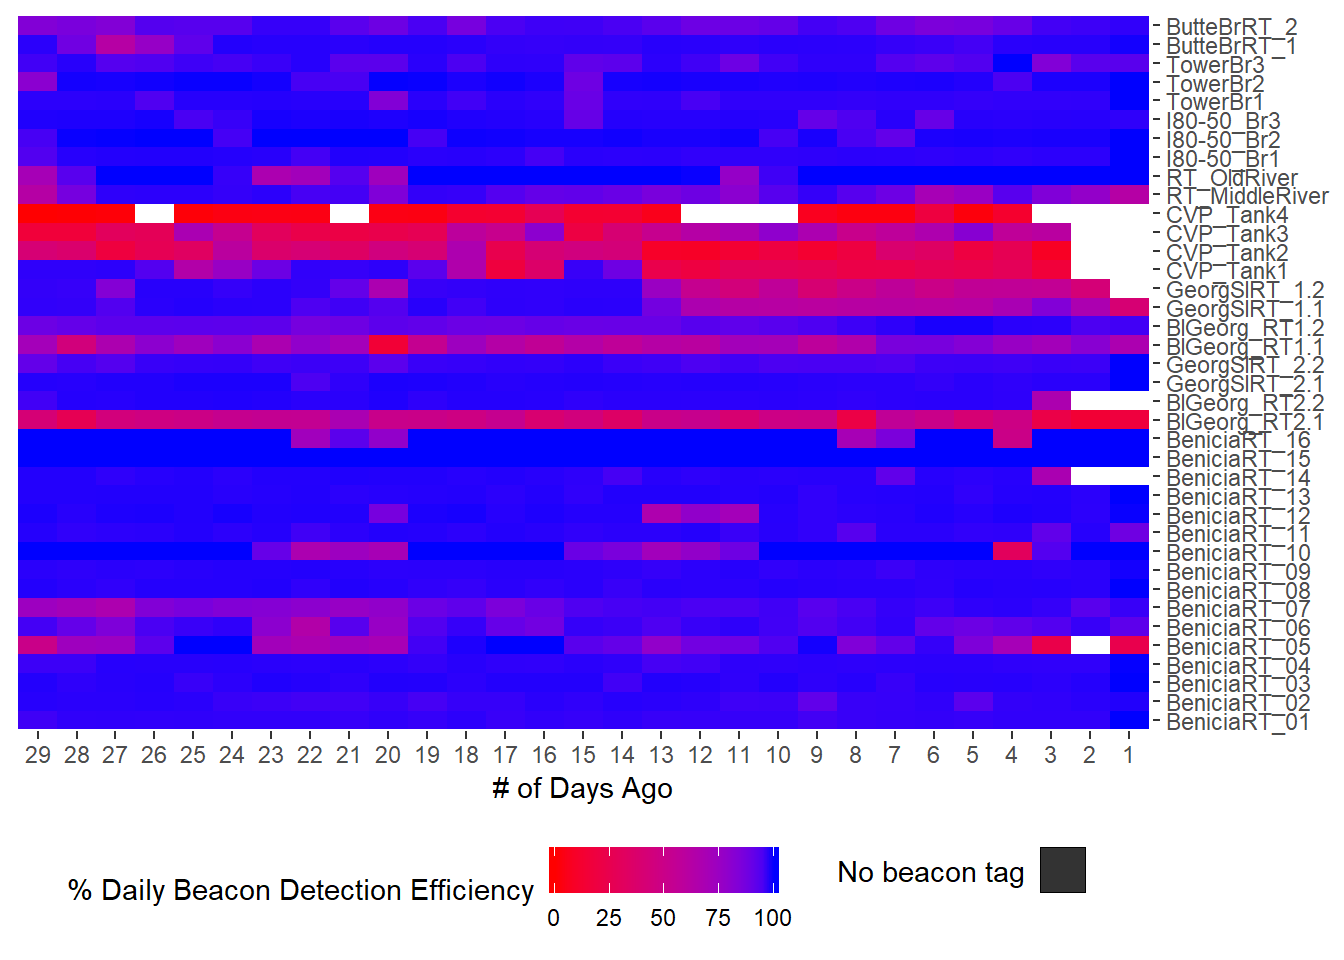 ButteBrRT_2
ButteBrRT_1
TowerBr3
TowerBr2
TowerBr1
I80-50_Br3
I80-50_Br2
I80-50_Br1
RT_OldRiver
RT_MiddleRiver
CVP_Tank4
CVP_Tank3
CVP_Tank2
CVP_Tank1
GeorgSlRT_1.2
GeorgSlRT_1.1
BlGeorg_RT1.2
BlGeorg_RT1.1
GeorgSlRT_2.2
GeorgSlRT_2.1
BlGeorg_RT2.2
BlGeorg_RT2.1
BeniciaRT_16
BeniciaRT_15
BeniciaRT_14
BeniciaRT_13
BeniciaRT_12
BeniciaRT_11
BeniciaRT_10
BeniciaRT_09
BeniciaRT_08
BeniciaRT_07
BeniciaRT_06
BeniciaRT_05
BeniciaRT_04
BeniciaRT_03
BeniciaRT_02
BeniciaRT_01
29 28 27 26 25 24 23 22 21 20 19 18 17 16 15 14 13 12 11 10 9 8 7 6 5 4 3 2 1
# of Days Ago
% Daily Beacon Detection Efficiency
0 25 50 75 100
No beacon tag